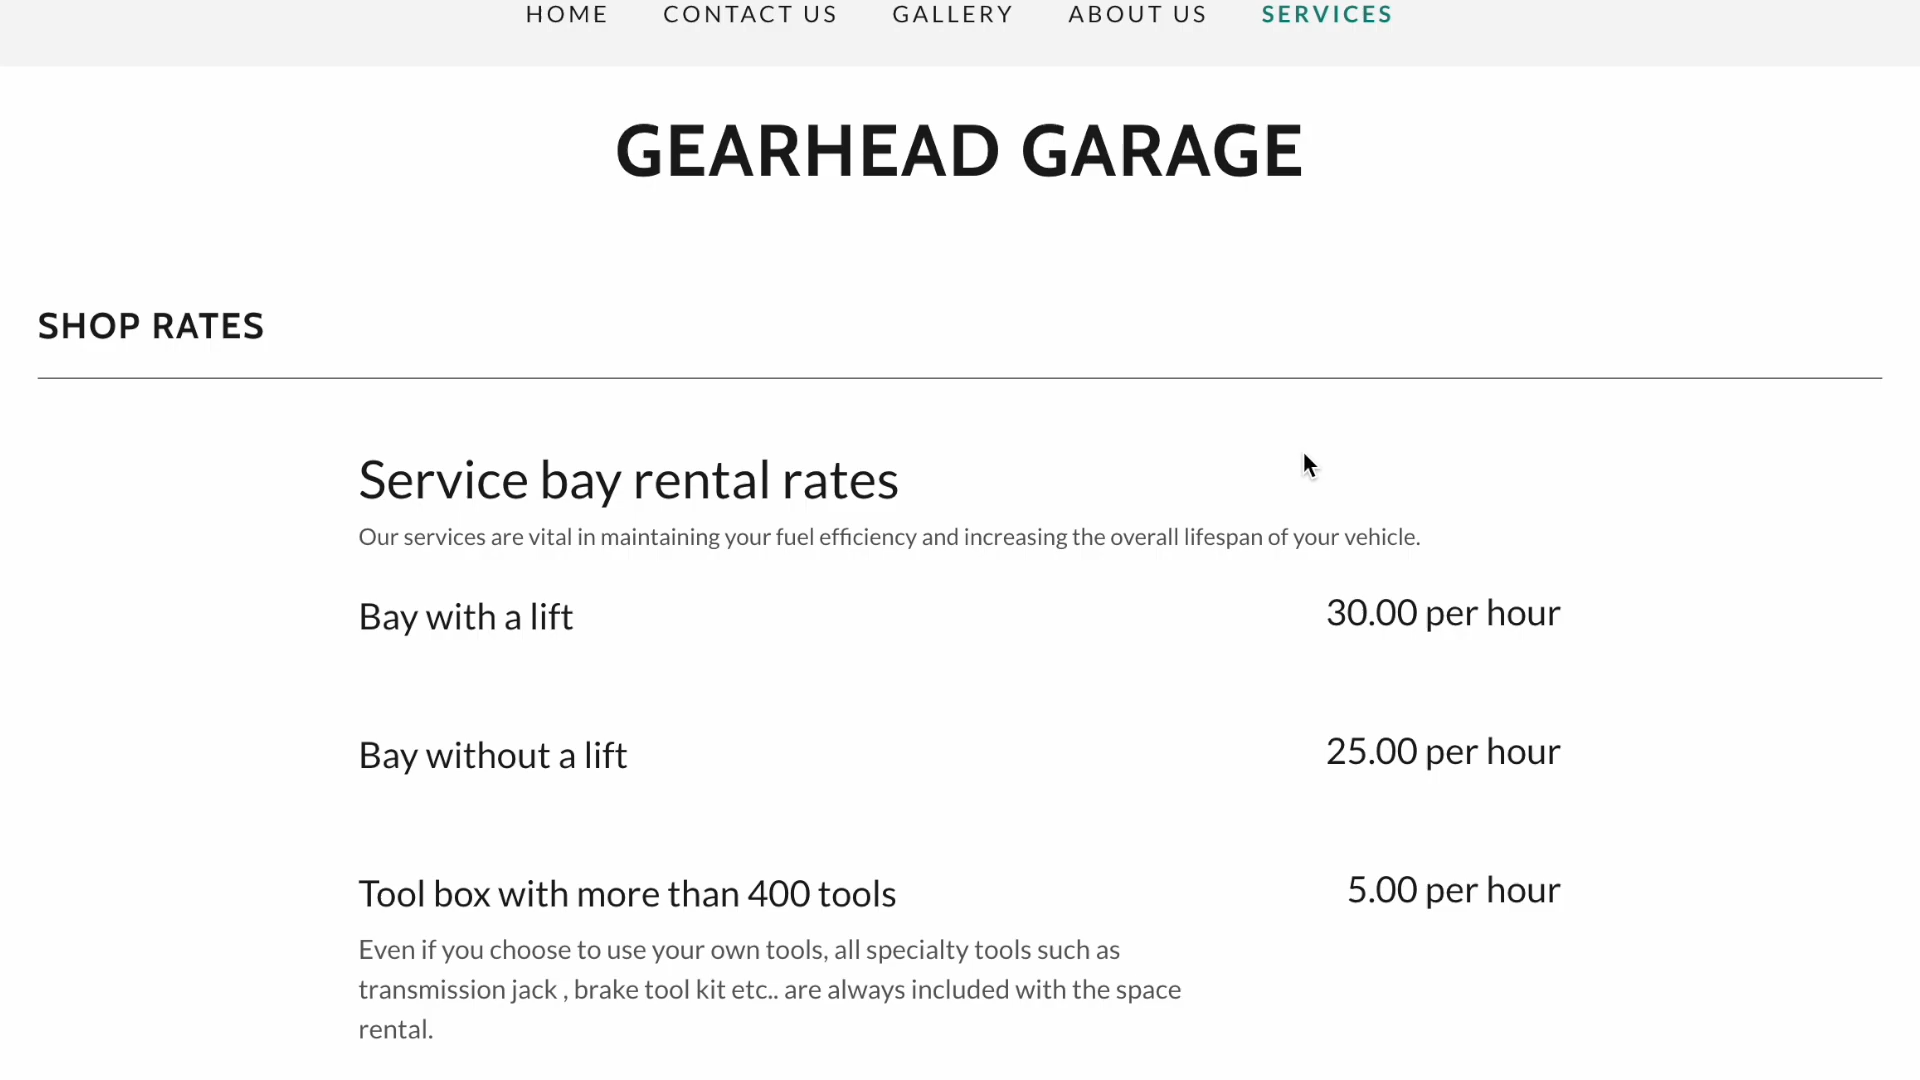 HOME CONTACT US GALLERY ABOUT US SERVICES
GEARHEAD GARAGE
SHOP RATES
Service bay rental rates
Our services are vital in maintaining your fuel efficiency and increasing the overall lifespan of your vehicle.
Bay with a lift 30.00 per hour
Bay without a lift 25.00 per hour
Tool box with more than 400 tools 5.00 per hour
Even if you choose to use your own tools, all specialty tools such as
transmission jack , brake tool kit etc.. are always included with the space
rental.